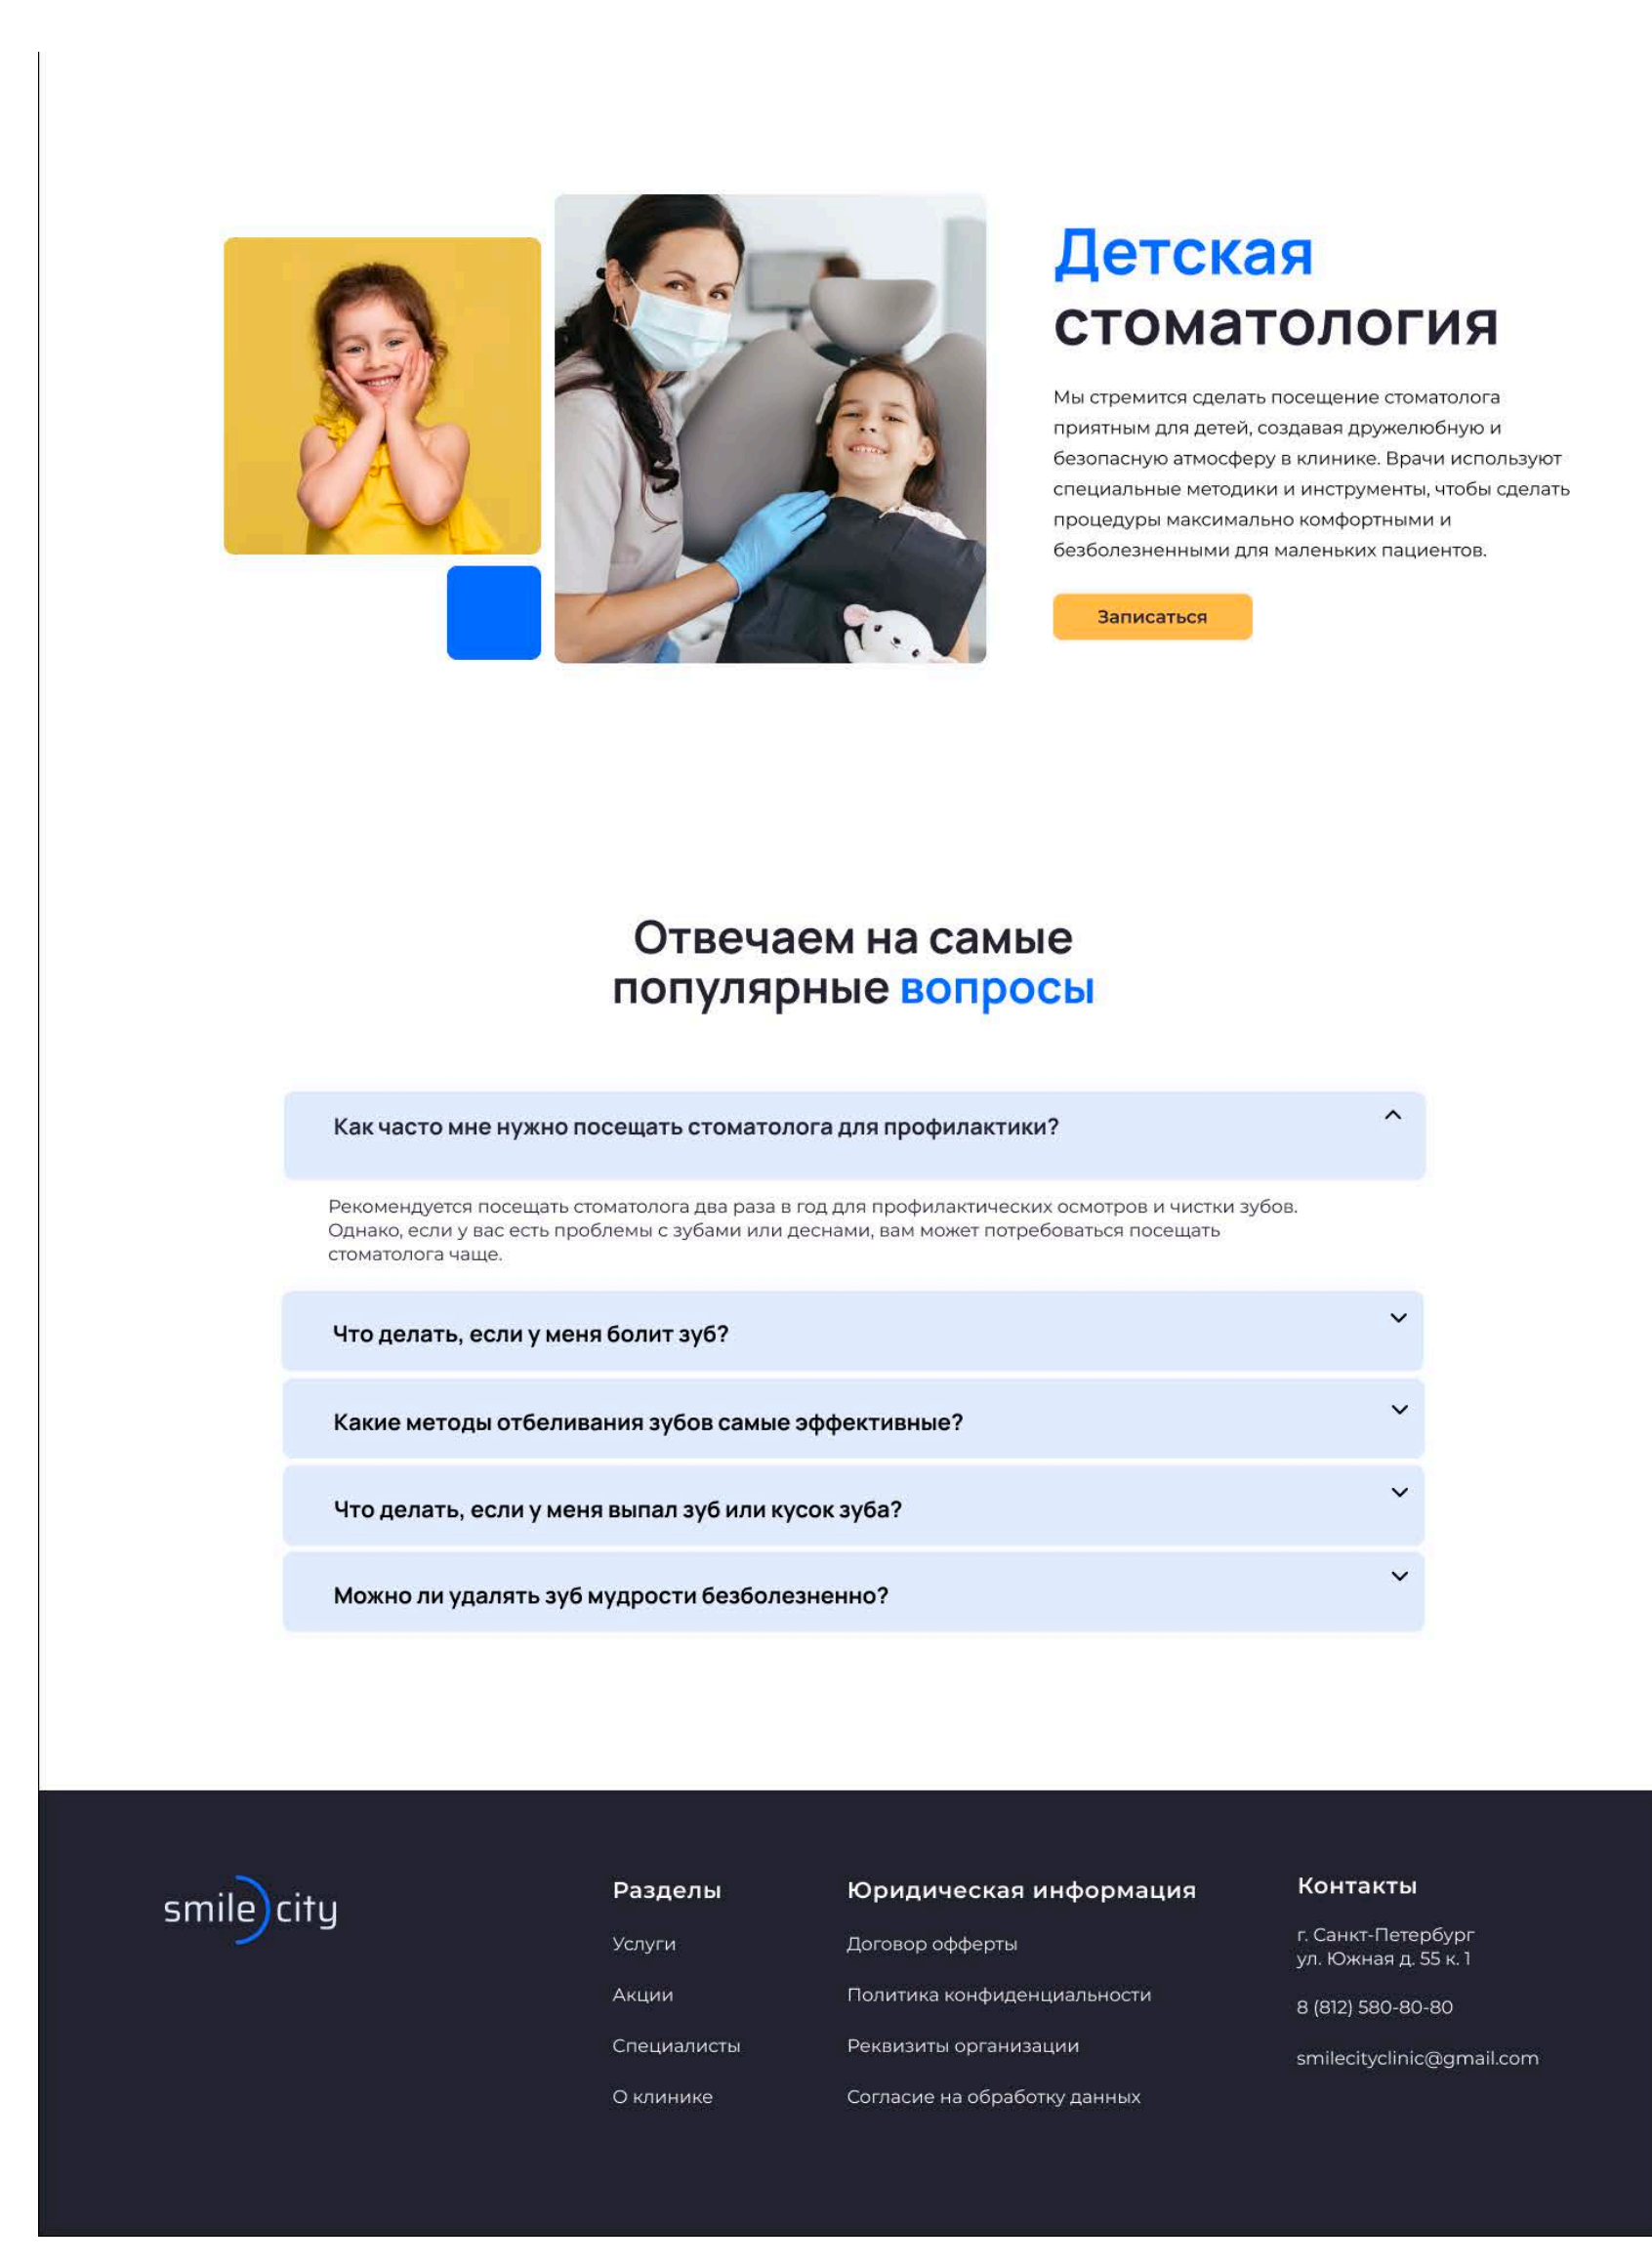 Детская
стоматология
Мы стремится сделать посещение стоматолога
приятным для детей, создавая дружелюбную и
безопасную атмосферу в клинике. Врачи используют
специальные методики и инструменты, чтобы сделать
процедуры максимально комфортными и
безболезненными для маленьких пациентов.
Записаться
Отвечаем на самые
популярные вопросы
Как часто мне нужно посещать стоматолога для профилактики?
Рекомендуется посещать стоматолога два раза в год для профилактических осмотров и чистки зубов.
Однако, если у вас есть проблемы с зубами или деснами, вам может потребоваться посещать
стоматолога чаще.
Что делать, если у меня болит зуб?
Какие методы отбеливания зубов самые эффективные?
Что делать, если у меня выпал зуб или кусок зуба?
Можно ли удалять зуб мудрости безболезненно?
smile city
Разделы
Услуги
Акции
Специалисты
О клинике
Юридическая информация
Договор офферты
Политика конфиденциальности
Реквизиты организации
Согласие на обработку данных
Контакты
г. Санкт-Петербург
ул. Южная д. 55 к. 1
8 (812) 580-80-80
smilecityclinic@gmail.com